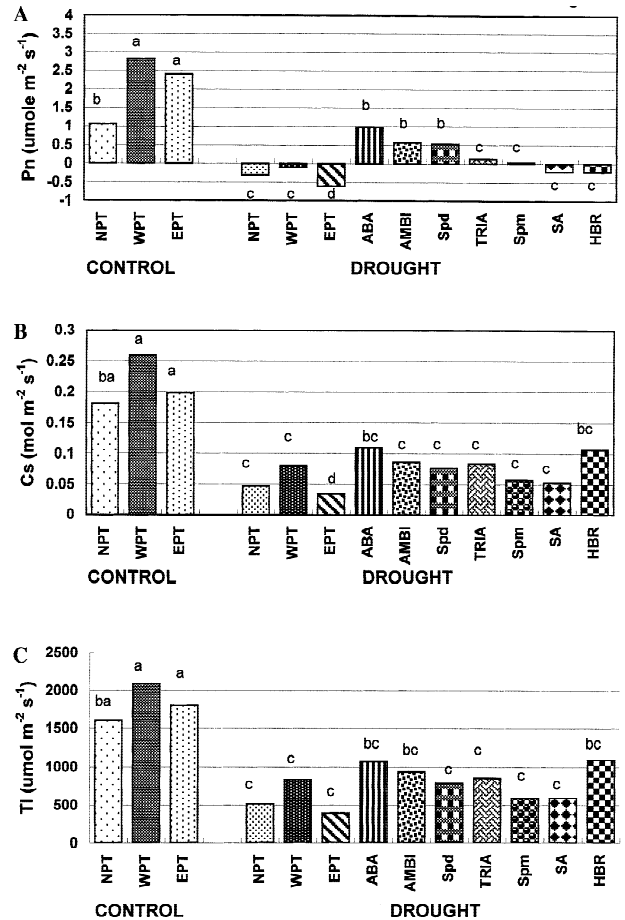 A
Pn (umole m-2 s-1)
4
3.5
3
2.5
2
1.5
1
0.5
0
-0.5
-1
b a a c c d b b b c c c c
NPT WPT EPT NPT WPT EPT ABA AMBI Spd TRIA Spm SA HBR
CONTROL DROUGHT
B
Cs (mol m-2 s-1)
0.3
0.25
0.2
0.15
0.1
0.05
0
ba a a c c d bc c c c c c bc
NPT WPT EPT NPT WPT EPT ABA AMBI Spd TRIA Spm SA HBR
CONTROL DROUGHT
C
Tl (umol m-2 s-1)
2500
2000
1500
1000
500
0
ba a a c c c bc bc c c c c bc
NPT WPT EPT NPT WPT EPT ABA AMBI Spd TRIA Spm SA HBR
CONTROL DROUGHT